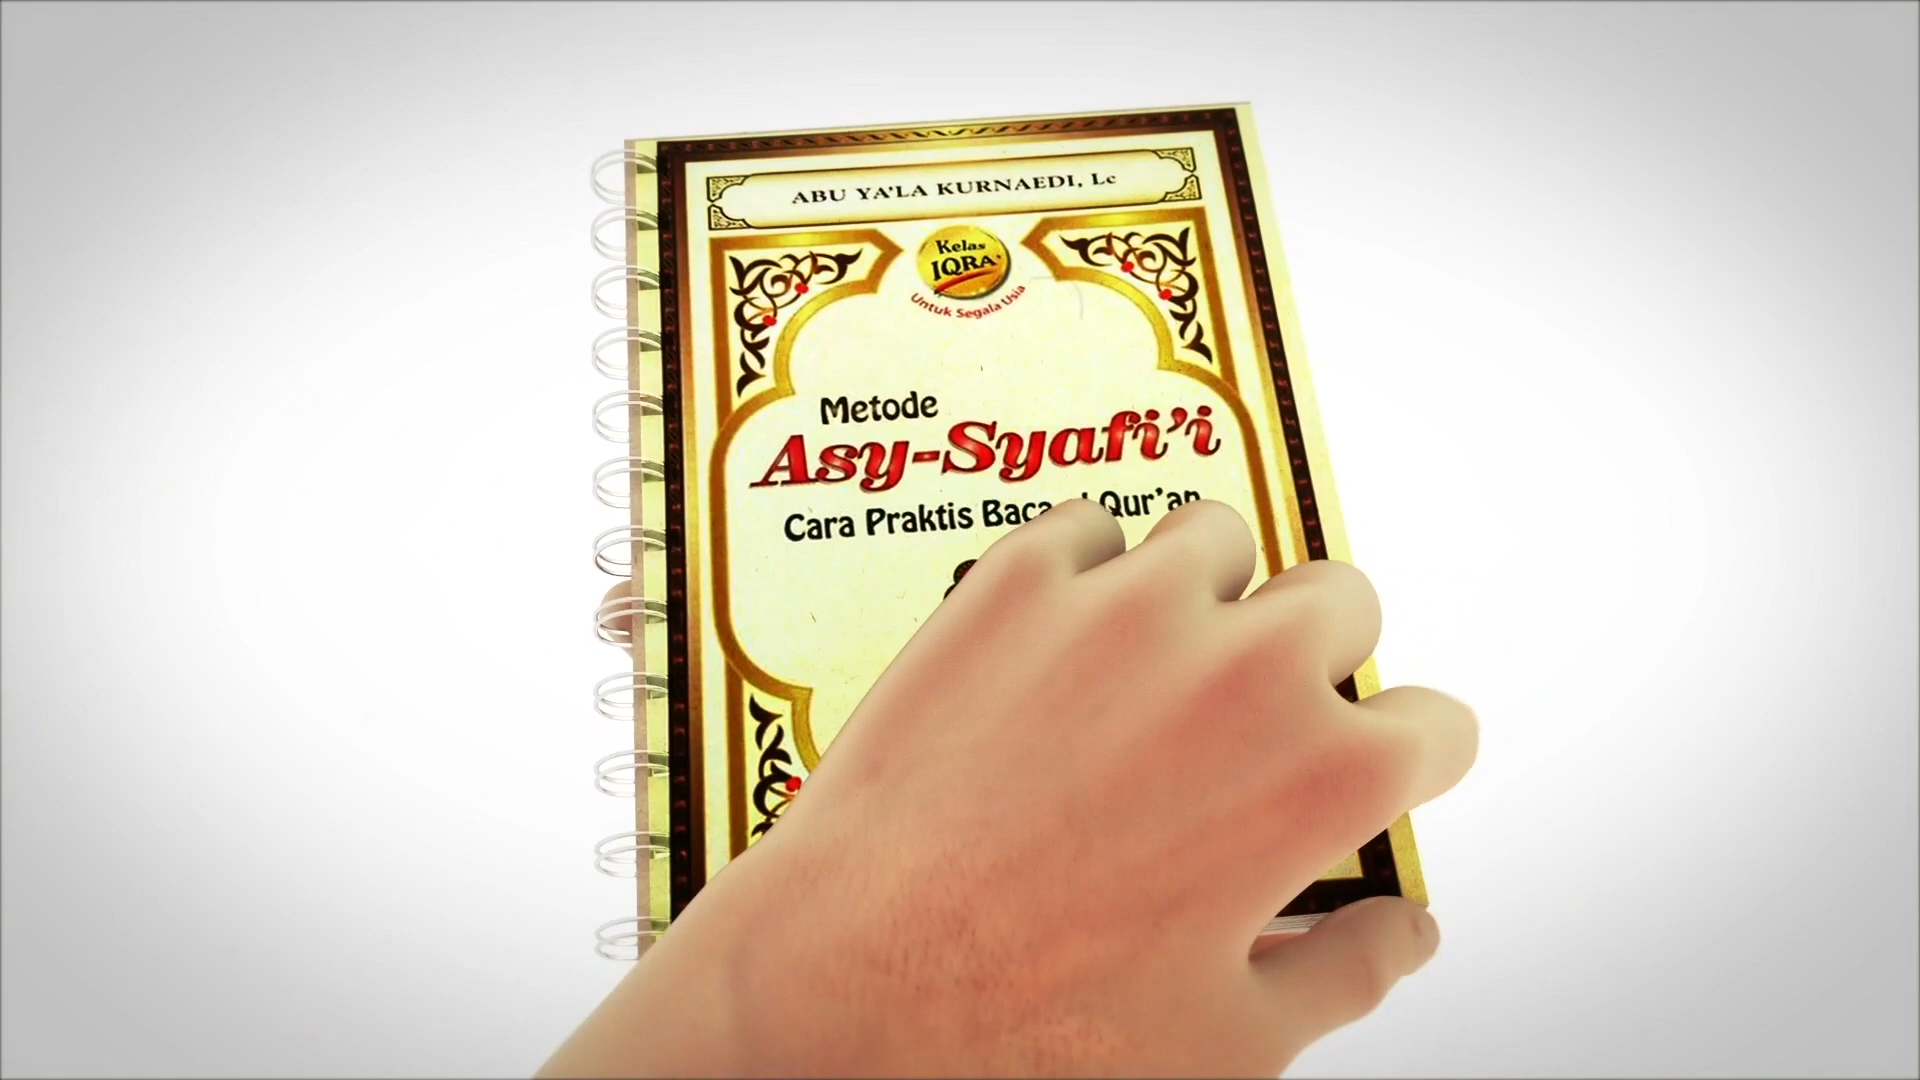 ABU YA'LA KURNAEDI, Lc
Kelas
IQRA'
Untuk Segala Usia
Metode
Asy-Syafi'i
Cara Praktis Baca Qur'an